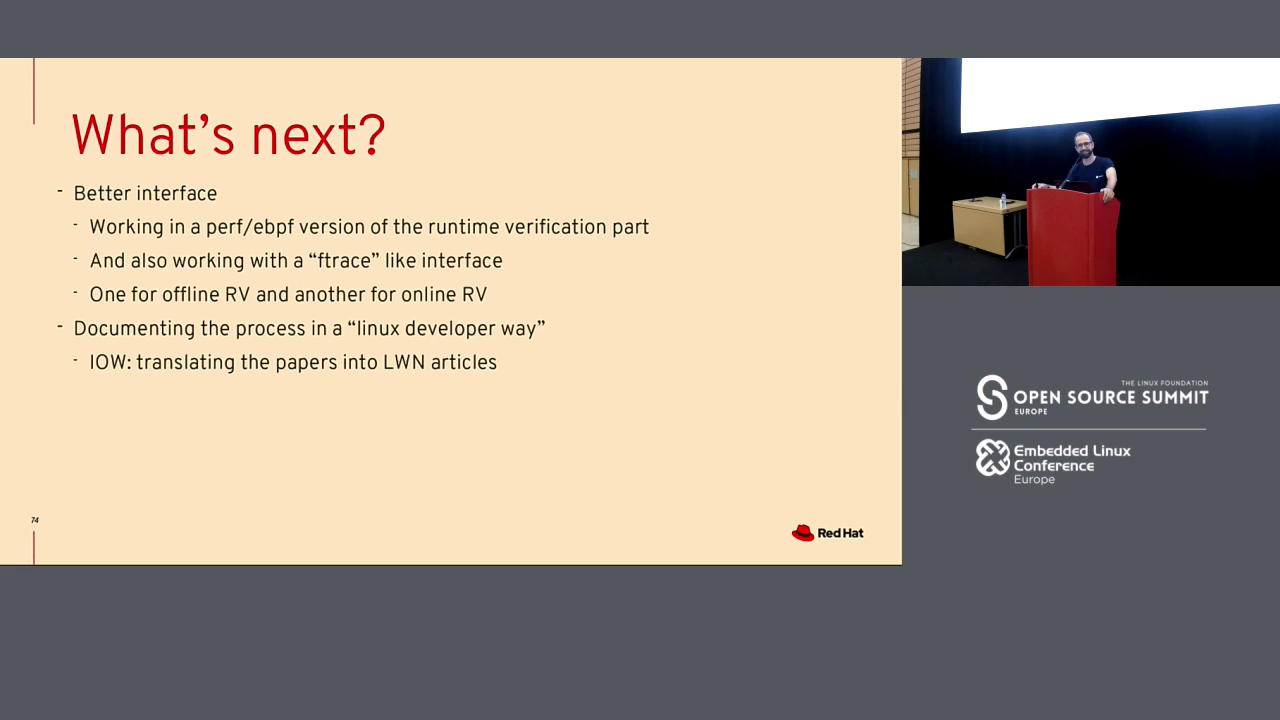 What’s next?
- Better interface
- Working in a perf/ebpf version of the runtime verification part
- And also working with a “ftrace” like interface
- One for offline RV and another for online RV
- Documenting the process in a “linux developer way”
- IOW: translating the papers into LWN articles
74
Red Hat
THE LINUX FOUNDATION
OPEN SOURCE SUMMIT
EUROPE
Embedded Linux
Conference
Europe